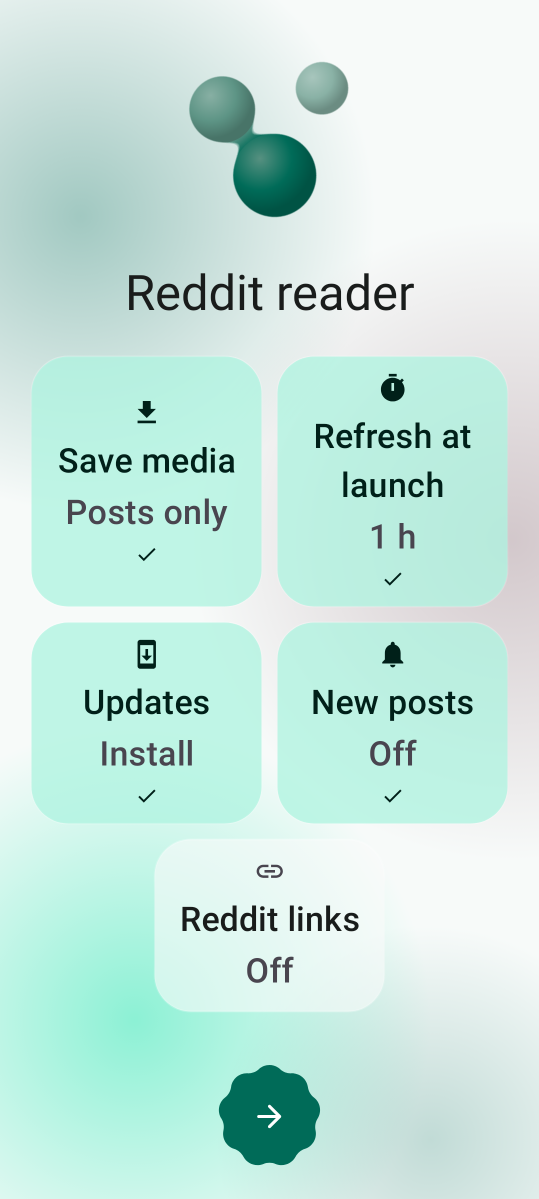 Reddit reader
Save media
Posts only
Refresh at
launch
1 h
Updates
Install
New posts
Off
Reddit links
Off